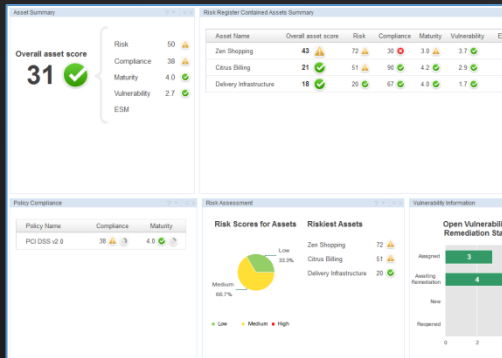 Asset Summary
Overall asset score
31
Risk 50
Compliance 38
Maturity 4.0
Vulnerability 2.7
ESM
Risk Register Contained Assets Summary
Asset Name Overall asset score Risk Compliance Maturity Vulnerability E
Zen Shopping 43 72 38 3.8 3.7
Citrus Billing 21 51 90 4.2 2.9
Delivery Infrastructure 18 20 67 4.0 1.7
Policy Compliance
Policy Name Compliance Maturity
PCI DSS v2.0 38 4.0
Risk Assessment
Risk Scores for Assets
Low
33.3%
Medium
66.7%
Low Medium High
Riskiest Assets
Zen Shopping 72
Citrus Billing 51
Delivery Infrastructure 20
Vulnerability Information
Open Vulnerabili
Remediation Sta
Assigned 3
Awaiting
Remediation 4
New
Reopened
0 2